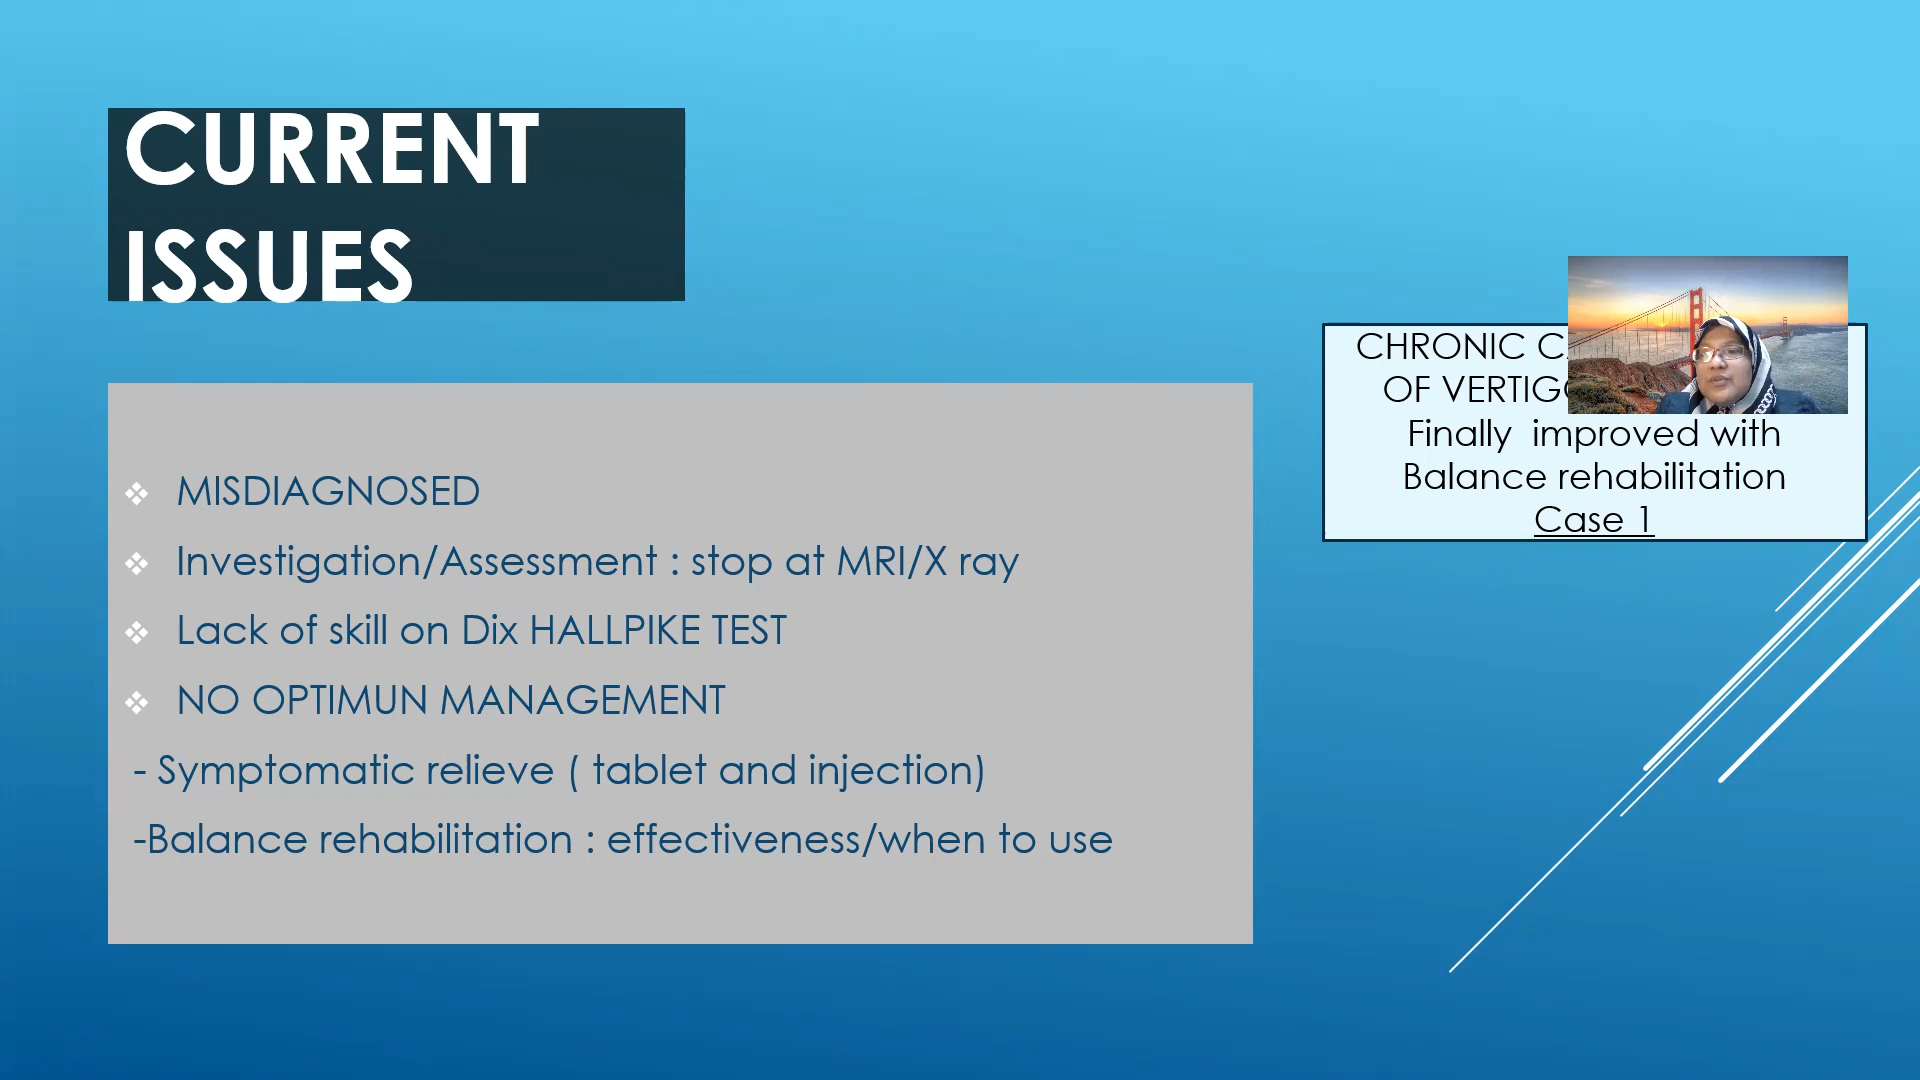 CURRENT
ISSUES
❖ MISDIAGNOSED
❖ Investigation/Assessment : stop at MRI/X ray
❖ Lack of skill on Dix HALLPIKE TEST
❖ NO OPTIMUN MANAGEMENT
- Symptomatic relieve ( tablet and injection)
-Balance rehabilitation : effectiveness/when to use
CHRONIC
OF
Finally improved with
Balance rehabilitation
Case 1